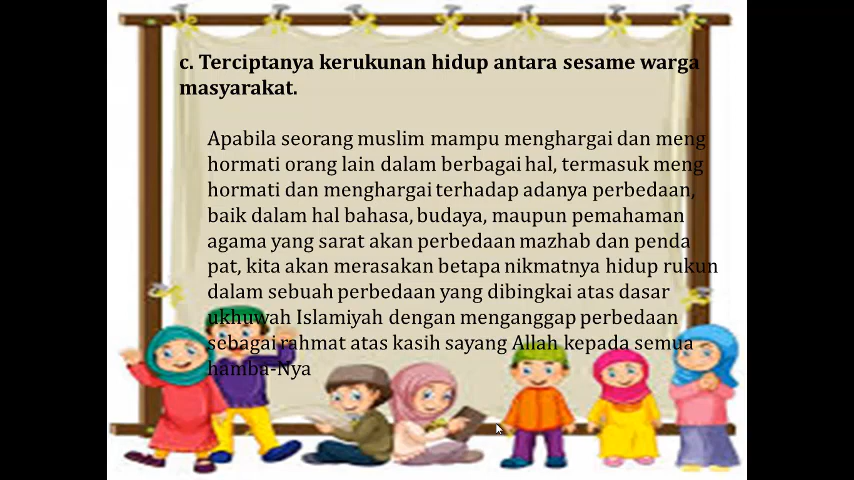 c. Terciptanya kerukunan hidup antara sesame warga
masyarakat.
Apabila seorang muslim mampu menghargai dan meng
hormati orang lain dalam berbagai hal, termasuk meng
hormati dan menghargai terhadap adanya perbedaan,
baik dalam hal bahasa, budaya, maupun pemahaman
agama yang sarat akan perbedaan mazhab dan penda
pat, kita akan merasakan betapa nikmatnya hidup rukun
dalam sebuah perbedaan yang dibingkai atas dasar
ukhuwah Islamiyah dengan menganggap perbedaan
sebagai rahmat atas kasih sayang Allah kepada semua
hamba-Nya